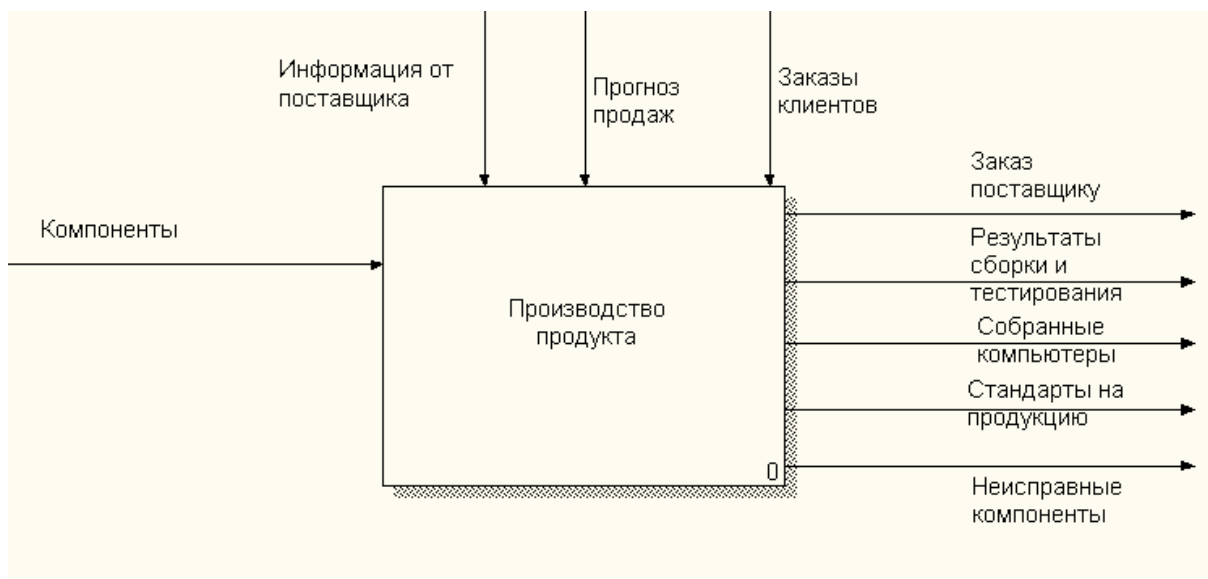 Информация от
поставщика
Прогноз
продаж
Заказы
клиентов
Компоненты
Производство
продукта
0
Заказ
поставщику
Результаты
сборки и
тестирования
Собранные
компьютеры
Стандарты на
продукцию
Неисправные
компоненты